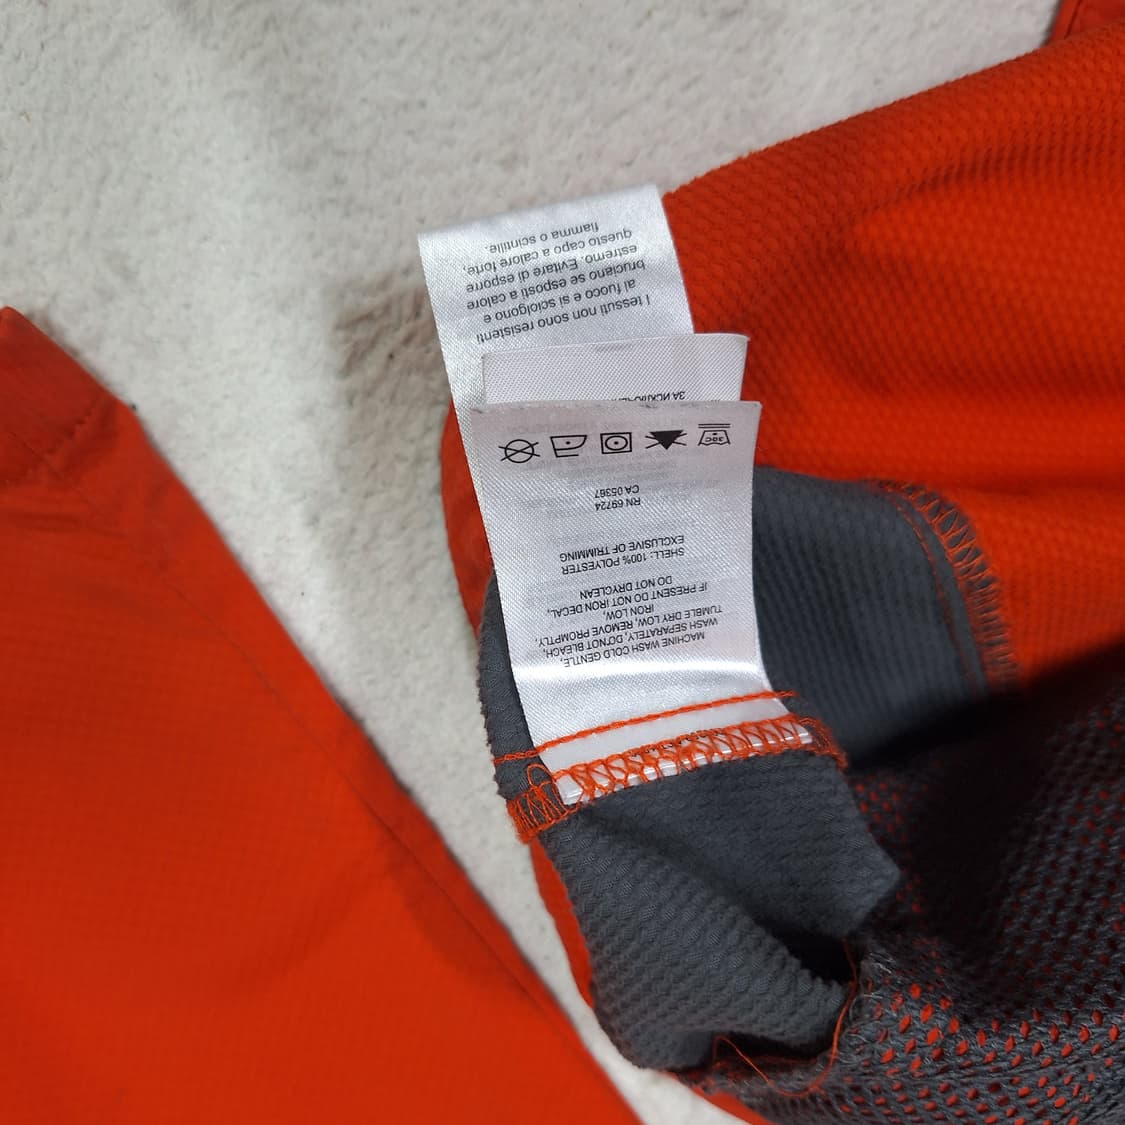 MACHINE WASH COLD GENTLE,
WASH SEPARATELY, DO NOT BLEACH,
TUMBLE DRY LOW, REMOVE PROMPTLY,
IRON LOW,
IF PRESENT DO NOT IRON DECAL,
DO NOT DRYCLEAN
SHELL: 100% POLYESTER
EXCLUSIVE OF TRIMMING
RN 69724
CA 05367
30C
ЗА ИСКЛЮЧЕН
I tessuti non sono resistenti
al fuoco e si sciolgono e
bruciano se esposti a calore
estremo. Evitare di esporre
questo capo a calore forte,
fiamma o scintille.